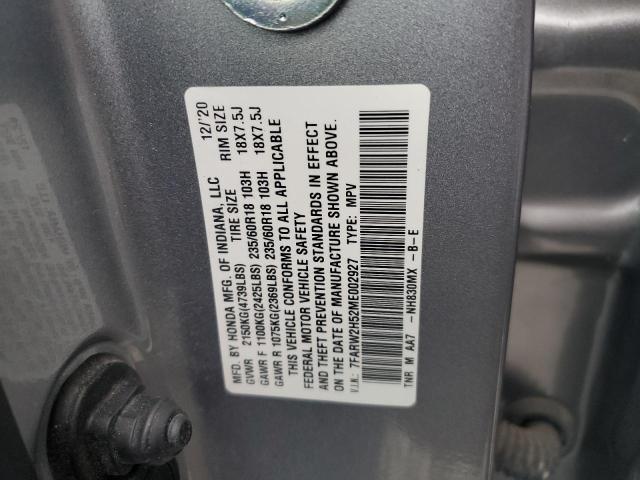 MFD. BY HONDA MFG. OF INDIANA, LLC 12/'20
TIRE SIZE RIM SIZE
GVWR 2150KG(4739LBS)
GAWR F 1100KG(2425LBS) 235/60R18 103H 18X7.5J
GAWR R 1075KG(2369LBS) 235/60R18 103H 18X7.5J
THIS VEHICLE CONFORMS TO ALL APPLICABLE
FEDERAL MOTOR VEHICLE SAFETY
AND THEFT PREVENTION STANDARDS IN EFFECT
ON THE DATE OF MANUFACTURE SHOWN ABOVE.
V.I.N.: 7FARW2H52ME002927 TYPE: MPV
TNR M AA7 -NH830MX -B-E